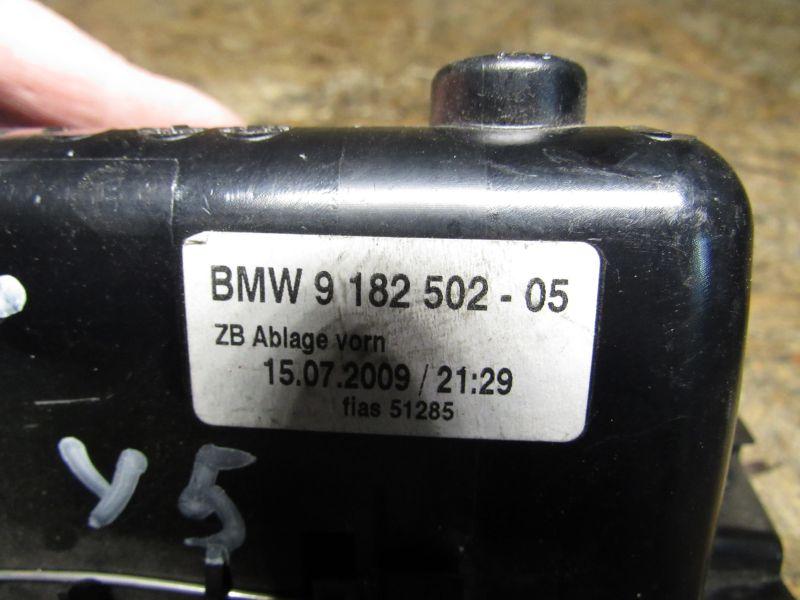 BMW 9 182 502 - 05
ZB Ablage vorn
15.07.2009 / 21:29
fias 51285
Y5